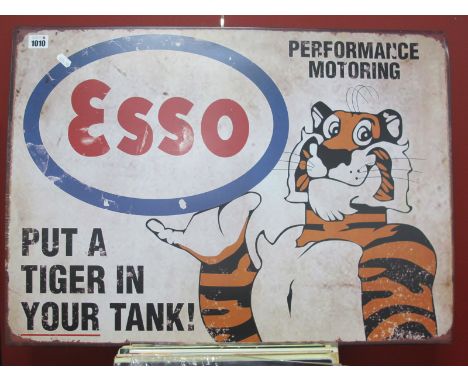 1010
PERFORMANCE
MOTORING
Esso
PUT A
TIGER IN
YOUR TANK!